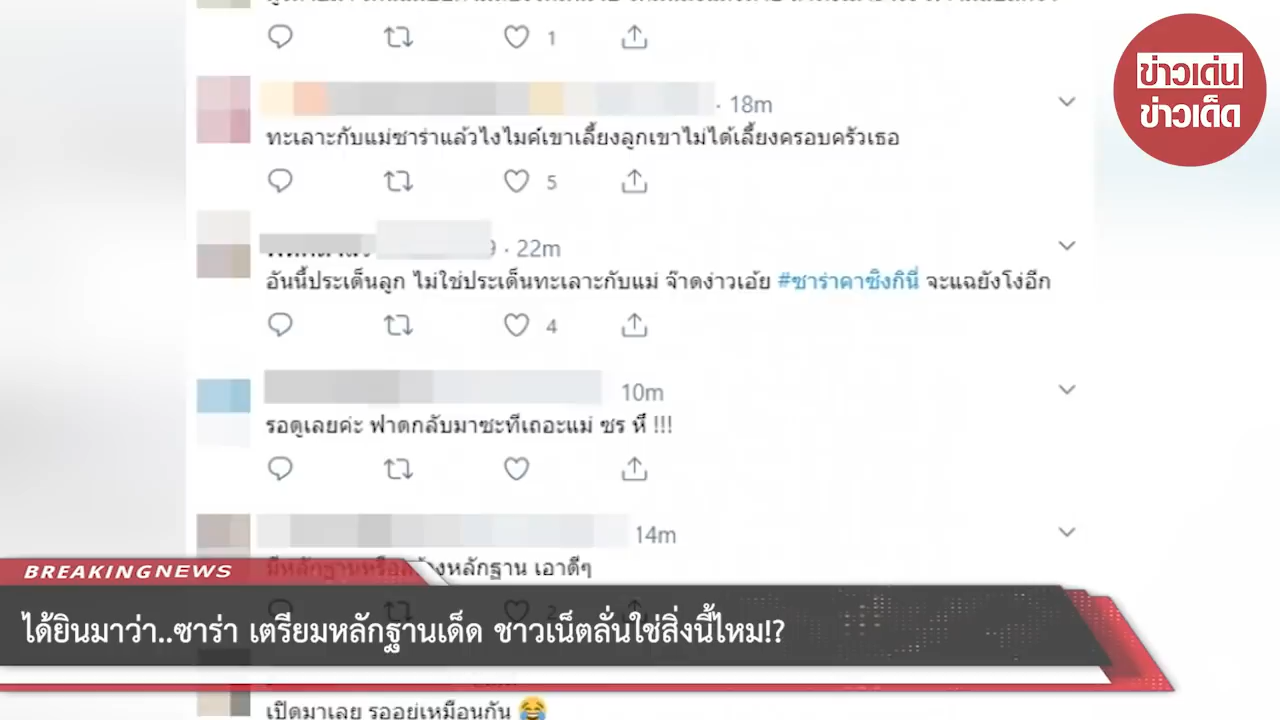 1
ข่าวเด่น
ข่าวเด็ด
· 18m
ทะเลาะกับแม่ซาร่าแล้วไงไมค์เขาเลี้ยงลูกเขาไม่ได้เลี้ยงครอบครัวเธอ
5
9 · 22m
อันนี้ประเด็นลูก ไม่ใช่ประเด็นทะเลาะกับแม่ จ๊าดง่าวเอ้ย #ซาร่าคาซิงกินี่ จะแฉยังโง่อีก
4
10m
รอดูเลยค่ะ ฟาดกลับมาซะทีเถอะแม่ ซร หึ !!!
14m
มีหลักฐานหรือสร้างหลักฐาน เอาดีๆ
2
BREAKING NEWS
ได้ยินมาว่า..ซาร่า เตรียมหลักฐานเด็ด ชาวเน็ตลั่นใช่สิ่งนี้ไหม!?
เปิดมาเลย รออยู่เหมือนกัน 😂